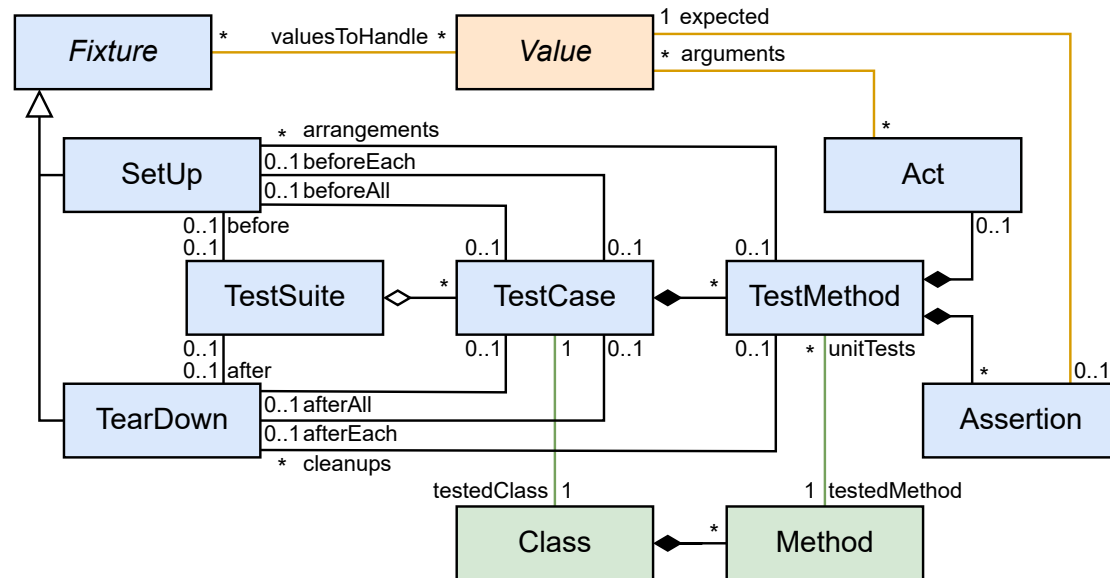 1 expected
Fixture
* valuesToHandle *
Value
* arguments
* arrangements
*
SetUp
0..1 beforeEach
0..1 beforeAll
Act
0..1 before
0..1
0..1
0..1
0..1
0..1
TestSuite
*
TestCase
*
TestMethod
0..1
0..1
1
0..1
0..1
* unitTests
0..1 after
*
0..1
TearDown
0..1 afterAll
0..1 afterEach
* cleanups
Assertion
testedClass 1
1 testedMethod
Class
*
Method